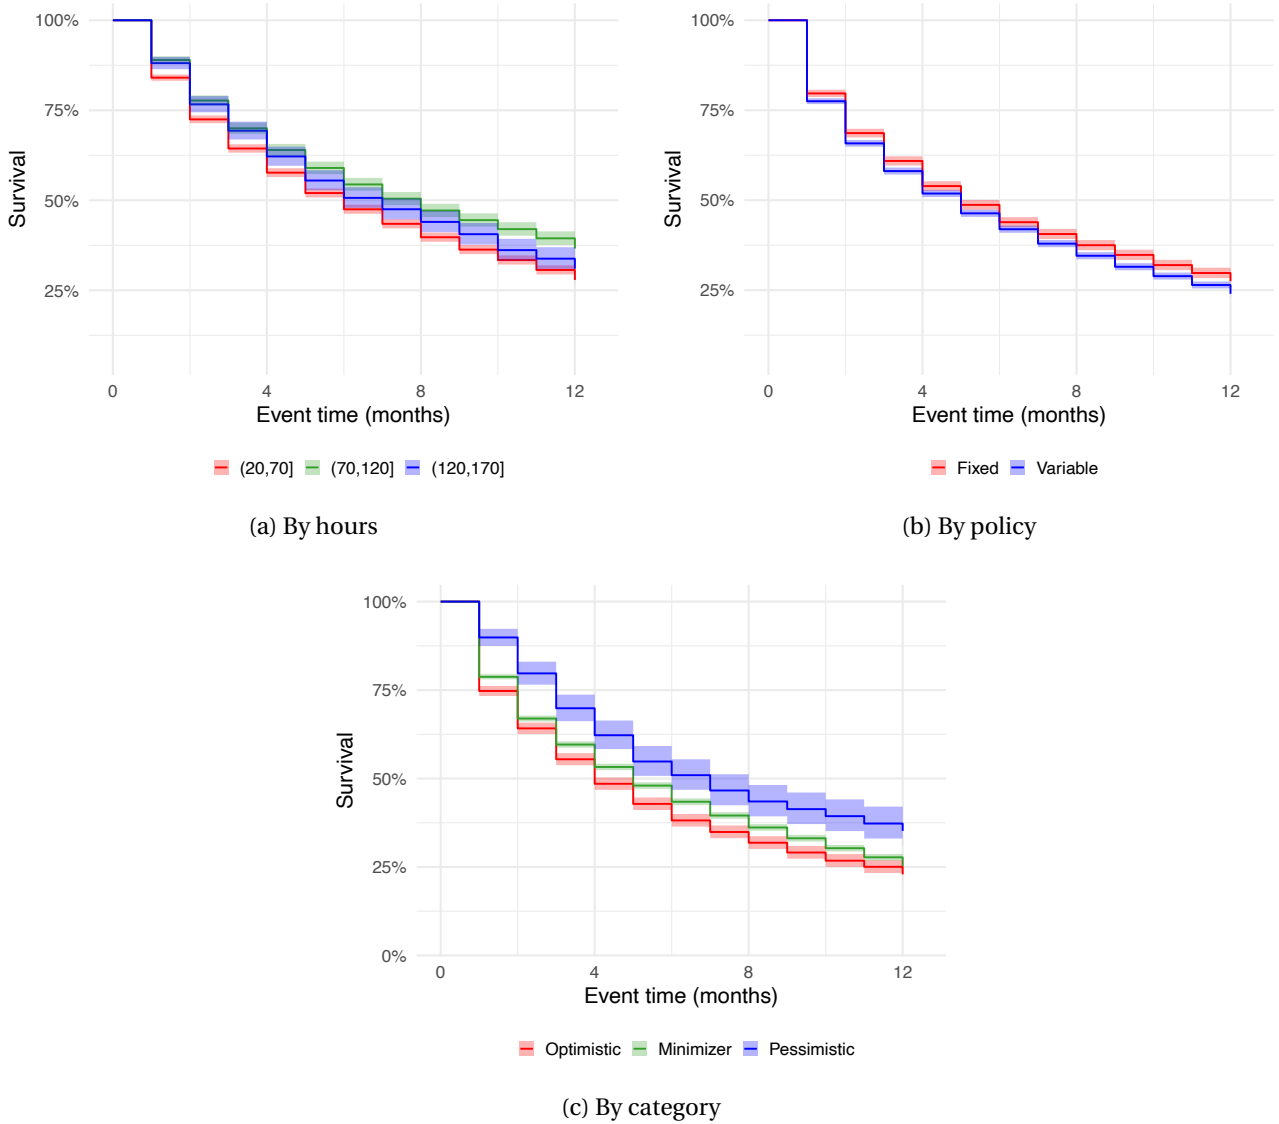 100%
75%
50%
25%
Survival
0 4 8 12
Event time (months)
(20,70] (70,120] (120,170]
(a) By hours
100%
75%
50%
25%
Survival
0 4 8 12
Event time (months)
Fixed Variable
(b) By policy
100%
75%
50%
25%
0%
Survival
0 4 8 12
Event time (months)
Optimistic Minimizer Pessimistic
(c) By category